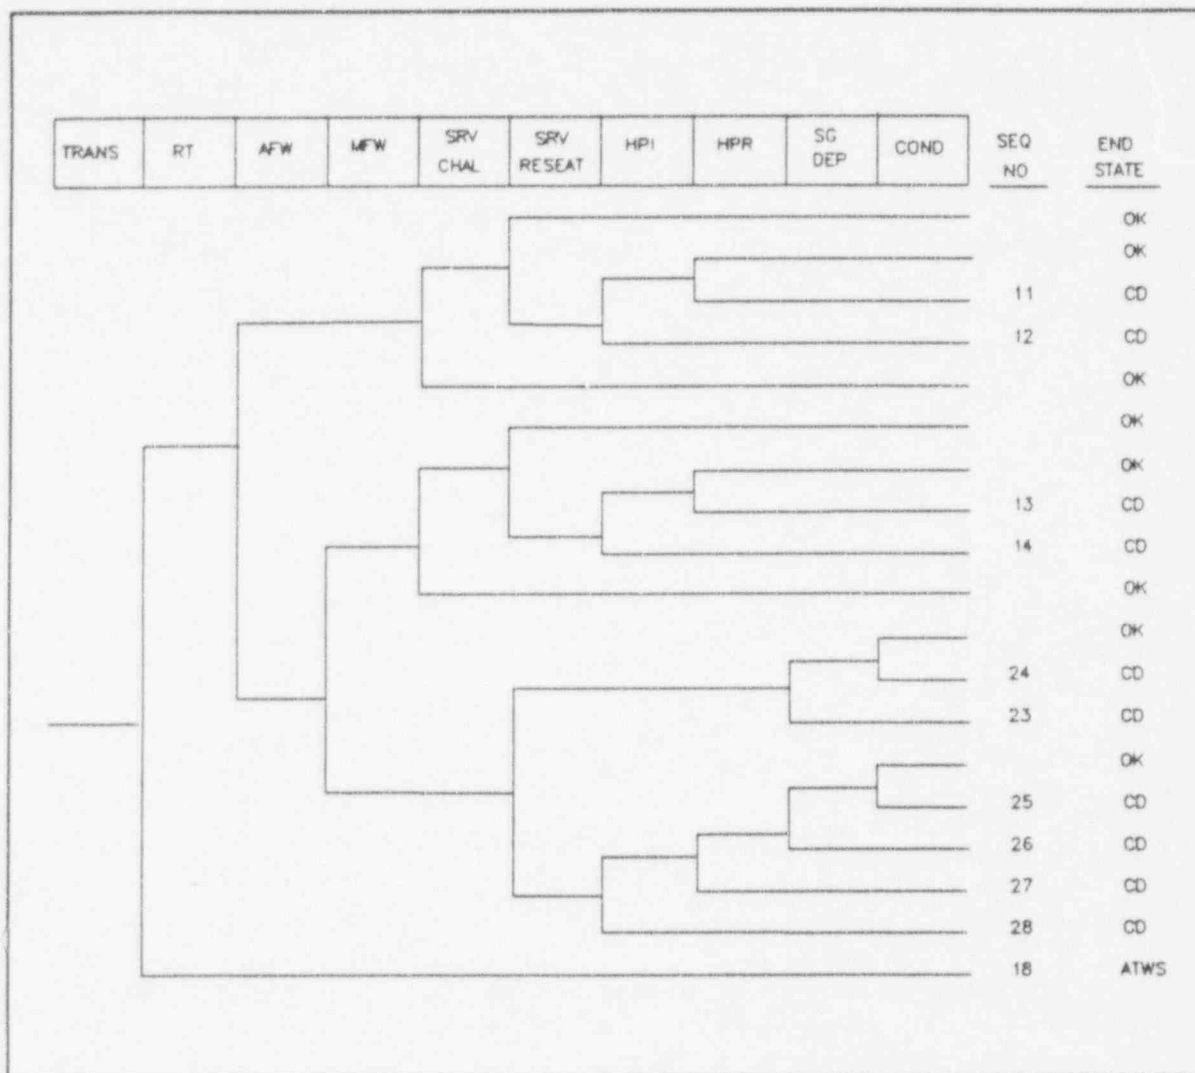 TRANS RT AFW MFW SRV CHAL SRV RESEAT HPI HPR SG DEP COND SEQ NO END STATE
OK
OK
11 CD
12 CD
OK
OK
OK
13 CD
14 CD
OK
OK
24 CD
23 CD
OK
25 CD
26 CD
27 CD
28 CD
18 ATWS